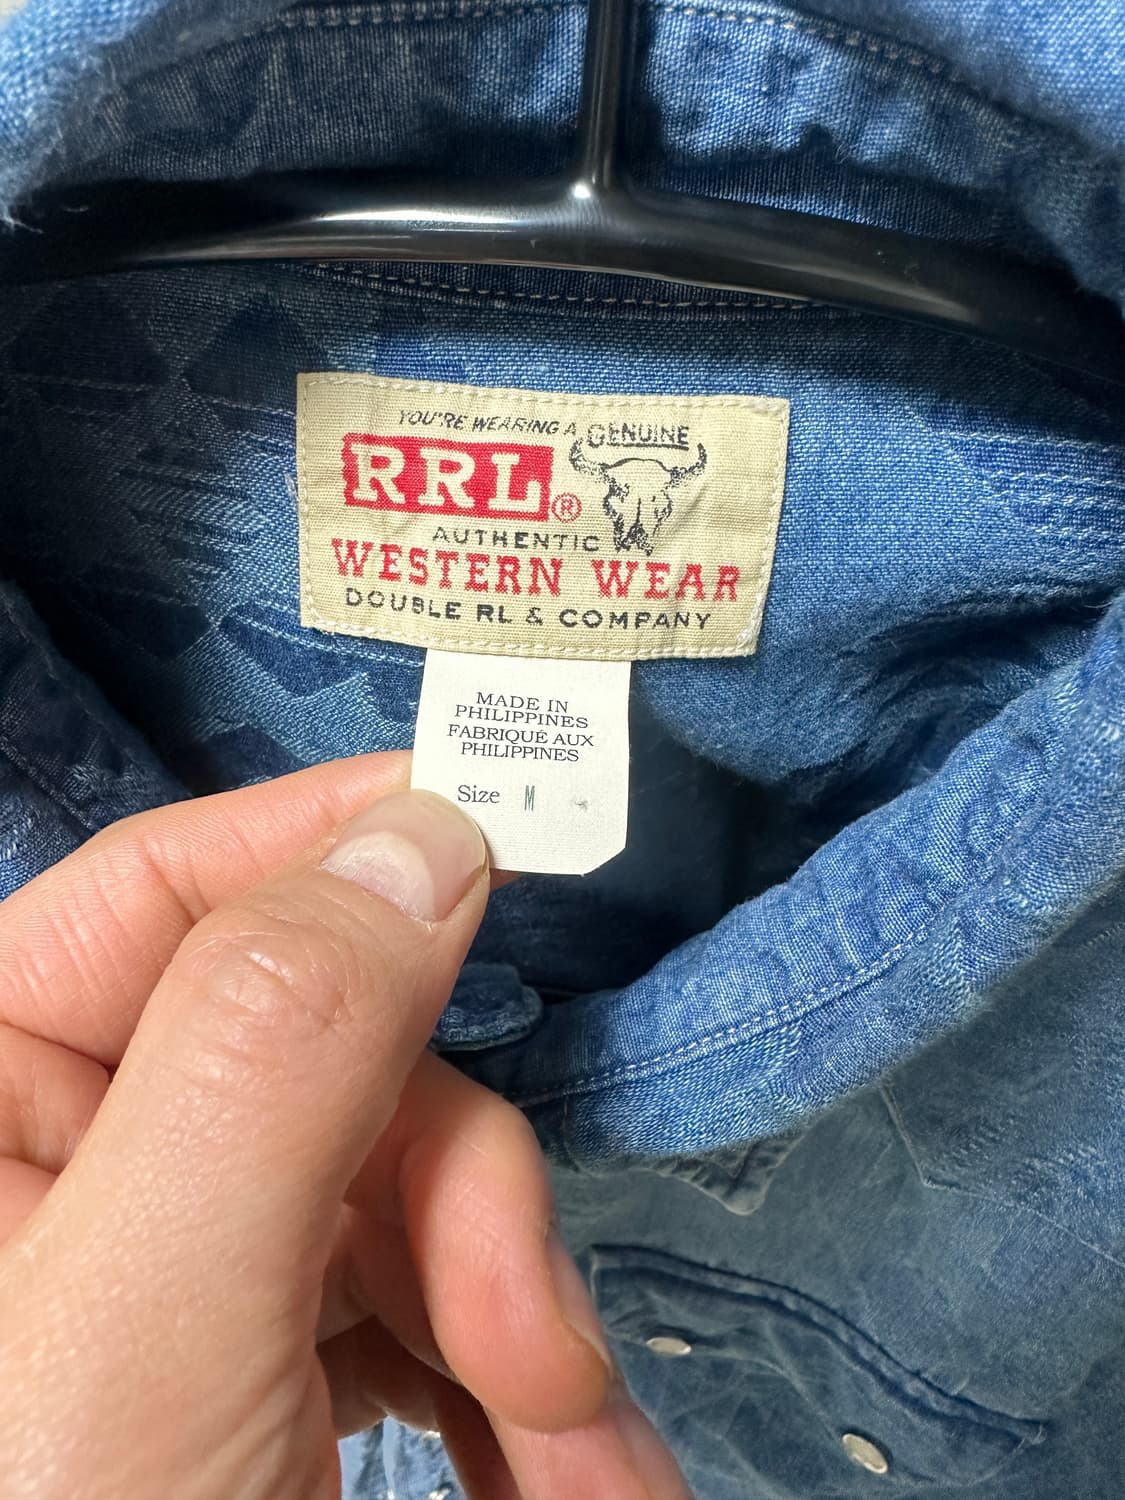 YOU'RE WEARING A GENUINE
RRL®
AUTHENTIC
WESTERN WEAR
DOUBLE RL & COMPANY
MADE IN
PHILIPPINES
FABRIQUÉ AUX
PHILIPPINES
Size M